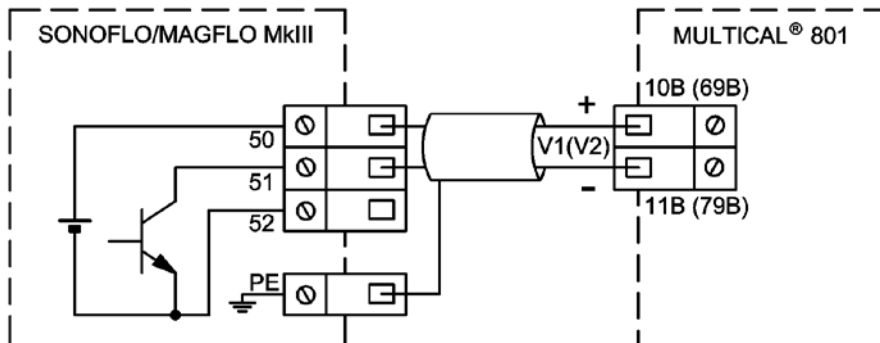 SONOFLO/MAGFLO MkIII
MULTICAL® 801
10B (69B)
+
50
V1(V2)
51
-
11B (79B)
52
PE